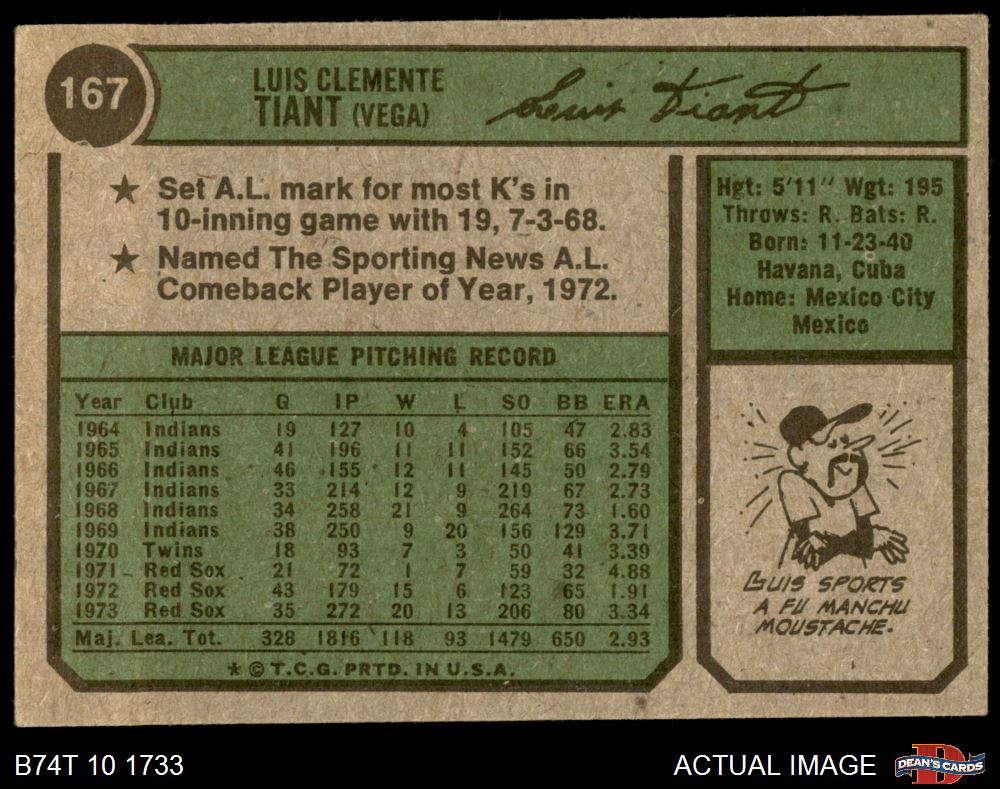 167
LUIS CLEMENTE
TIANT (VEGA)
Luis Tiant
★ Set A.L. mark for most K's in
10-inning game with 19, 7-3-68.
★ Named The Sporting News A.L.
Comeback Player of Year, 1972.
Hgt: 5'11" Wgt: 195
Throws: R. Bats: R.
Born: 11-23-40
Havana, Cuba
Home: Mexico City
Mexico
MAJOR LEAGUE PITCHING RECORD
Year Club G IP W L SO BB ERA
1964 Indians 19 127 10 4 105 47 2.83
1965 Indians 41 196 11 11 152 66 3.54
1966 Indians 46 155 12 11 145 50 2.79
1967 Indians 33 214 12 9 219 67 2.73
1968 Indians 34 258 21 9 264 73 1.60
1969 Indians 38 250 9 20 156 129 3.71
1970 Twins 18 93 7 3 50 41 3.39
1971 Red Sox 21 72 1 7 59 32 4.88
1972 Red Sox 43 179 15 6 123 65 1.91
1973 Red Sox 35 272 20 13 206 80 3.34
Maj. Lea. Tot. 328 1816 118 93 1479 650 2.93
★ © T.C.G. PRTD. IN U.S.A.
LUIS SPORTS
A FU MANCHU
MOUSTACHE.
B74T 10 1733
ACTUAL IMAGE
D
DEAN'S CARDS